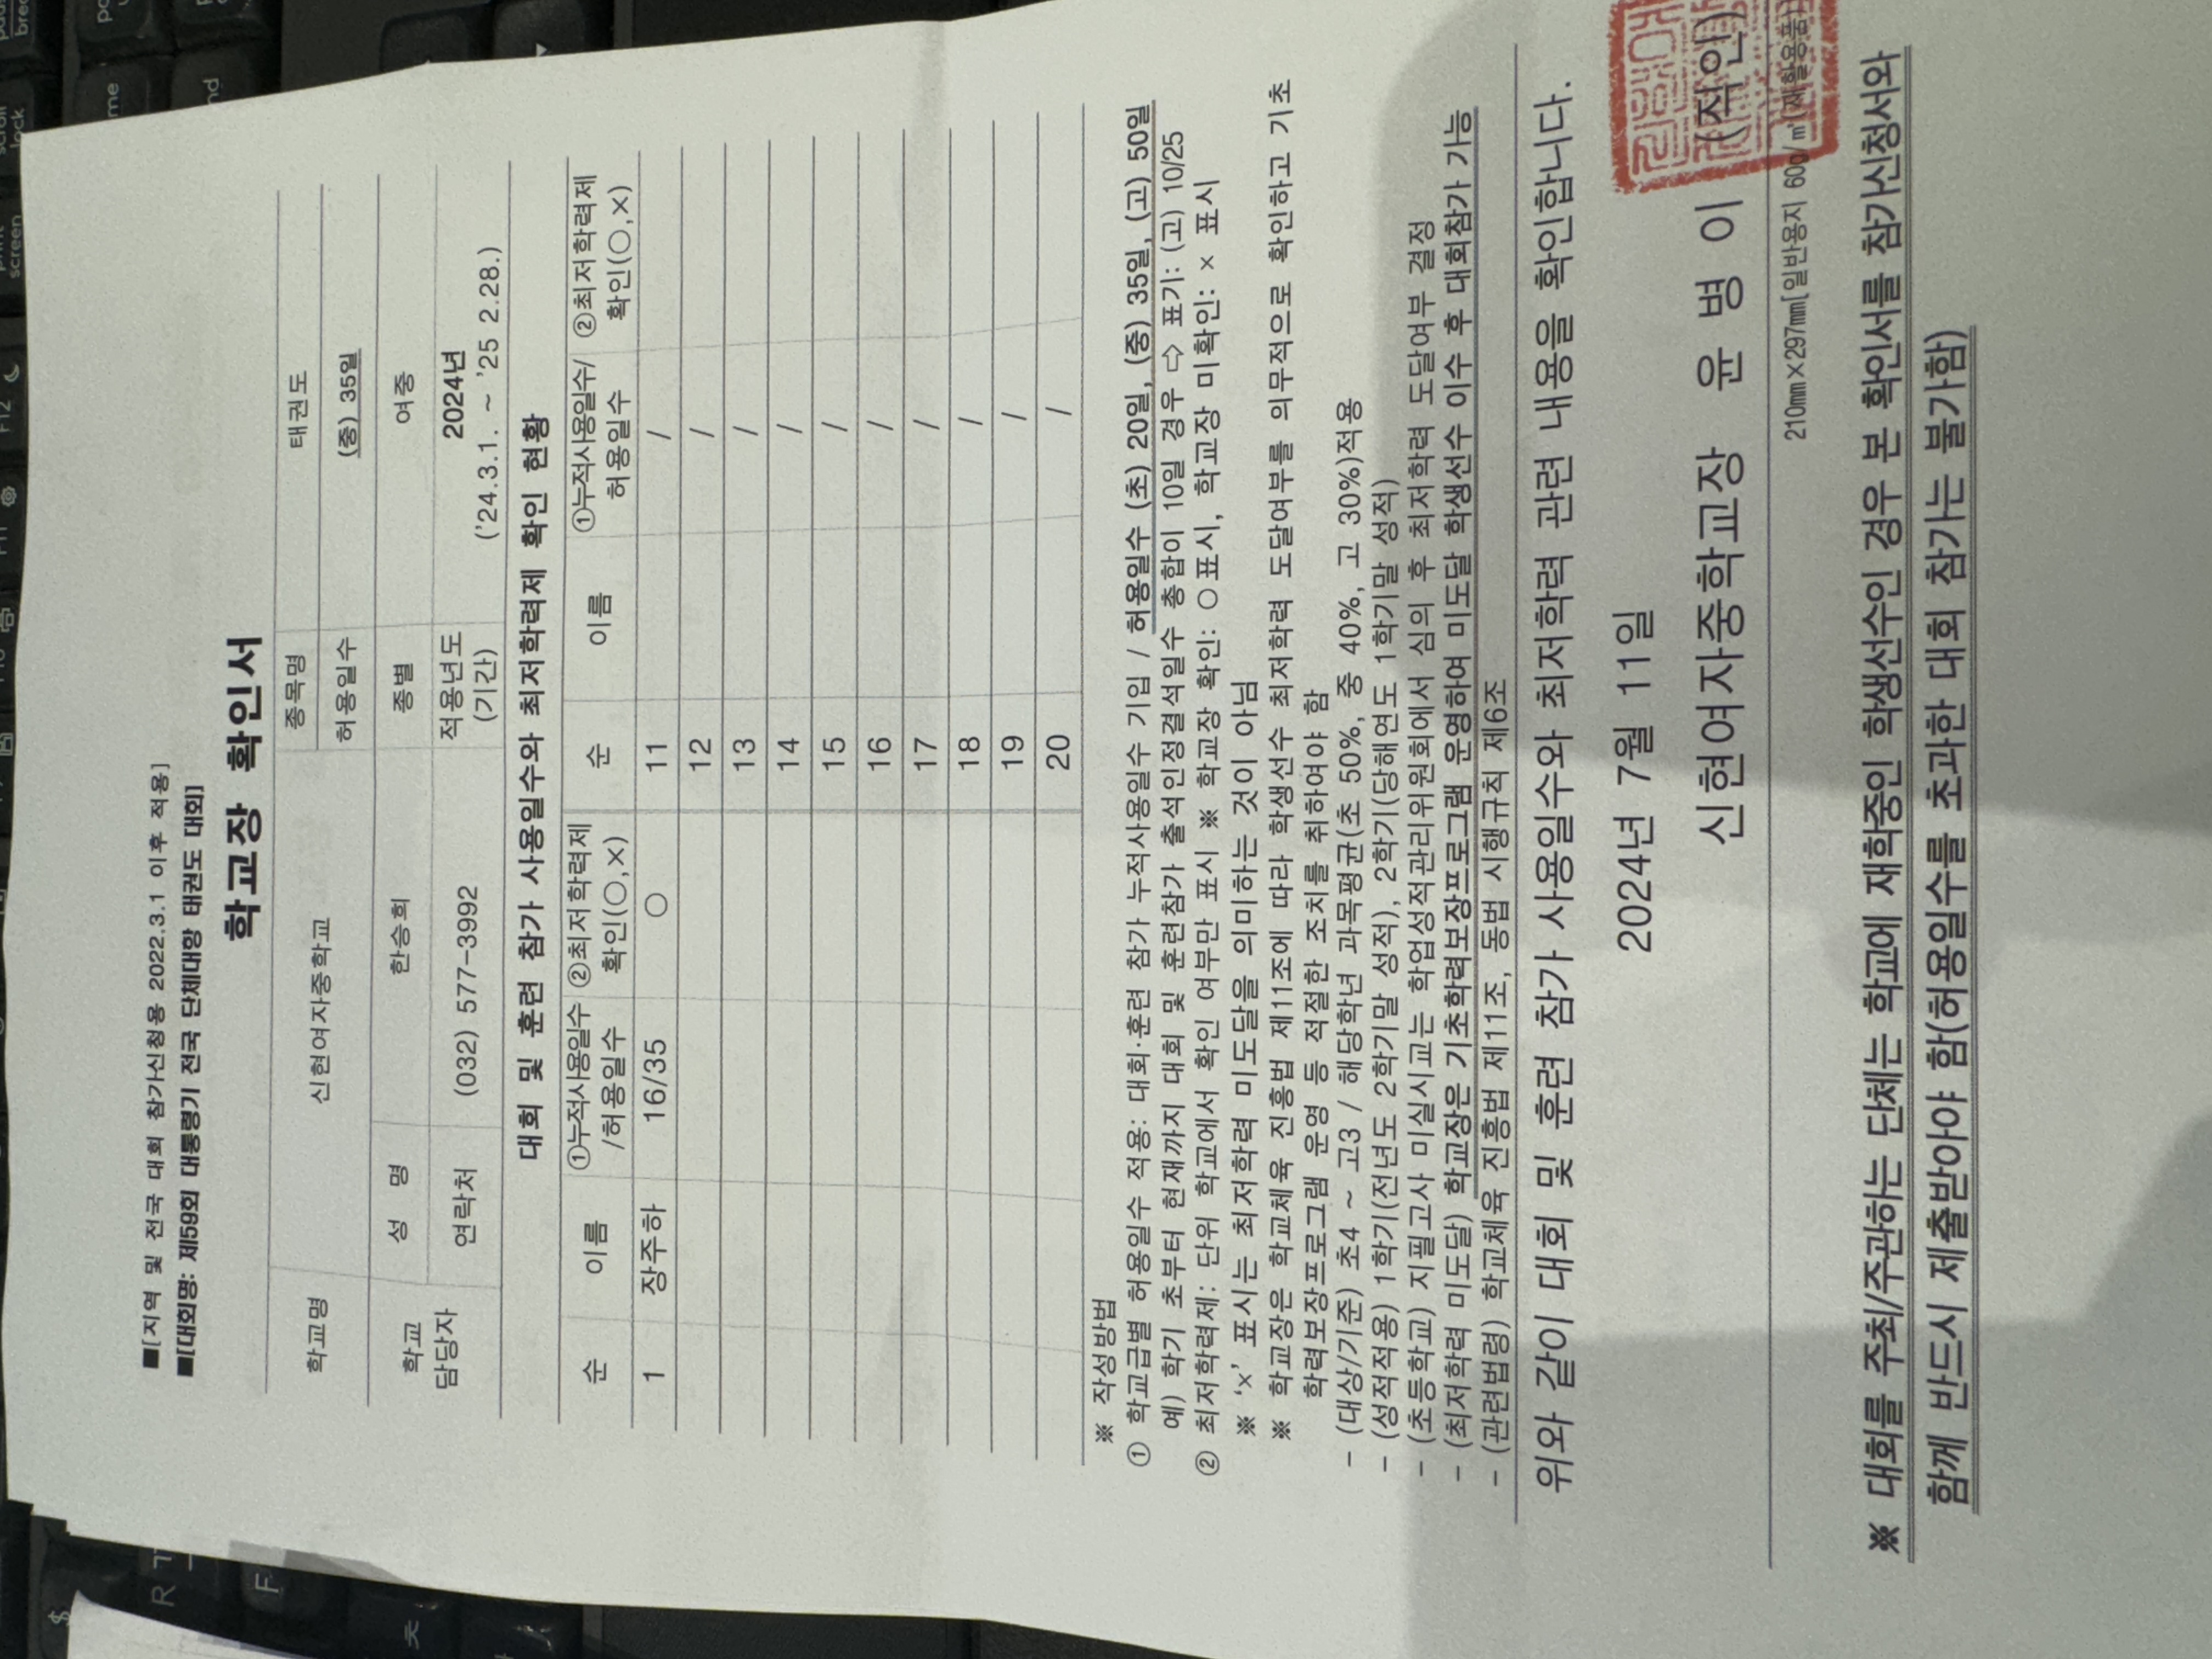 ■[지역 및 전국 대회 참가신청용 2022.3.1 이후 적용]
■[대회명: 제59회 대통령기 전국 단체대항 태권도 대회]
학교장 확인서
학교명 신현여자중학교 종목명 태권도
허용일수 (중) 35일
학교 담당자 성 명 한승희 종별 여중
연락처 (032) 577-3992 적용년도 (기간) 2024년 ('24.3.1. ~ '25 2.28.)
대회 및 훈련 참가 사용일수와 최저학력제 확인 현황
순 이름 ①누적사용일수 /허용일수 ②최저학력제 확인(○,×) 순 이름 ①누적사용일수/ 허용일수 ②최저학력제 확인(○,×)
1 장주하 16/35 ○ 11 /
12 /
13 /
14 /
15 /
16 /
17 /
18 /
19 /
20 /
※ 작성방법
① 학교급별 허용일수 적용: 대회·훈련 참가 누적사용일수 기입 / 허용일수 (초) 20일, (중) 35일, (고) 50일
예) 학기 초부터 현재까지 대회 및 훈련참가 출석인정결석일수 총합이 10일 경우 ⇨ 표기: (고) 10/25
② 최저학력제: 단위 학교에서 확인 여부만 표시 ※ 학교장 확인: ○표시, 학교장 미확인: × 표시
※ '×' 표시는 최저학력 미도달을 의미하는 것이 아님
※ 학교장은 학교체육 진흥법 제11조에 따라 학생선수 최저학력 도달여부를 의무적으로 확인하고 기초
학력보장프로그램 운영 등 적절한 조치를 취하여야 함
- (대상/기준) 초4 ~ 고3 / 해당학년 과목평균(초 50%, 중 40%, 고 30%)적용
- (성적적용) 1학기(전년도 2학기말 성적), 2학기(당해연도 1학기말 성적)
- (초등학교) 지필고사 미실시교는 학업성적관리위원회에서 심의 후 최저학력 도달여부 결정
- (최저학력 미도달) 학교장은 기초학력보장프로그램 운영하여 미도달 학생선수 이수 후 대회참가 가능
- (관련법령) 학교체육 진흥법 제11조, 동법 시행규칙 제6조
위와 같이 대회 및 훈련 참가 사용일수와 최저학력 관련 내용을 확인합니다.
2024년 7월 11일
신현여자중학교장 윤 병 이 (직인)
210㎜×297㎜[일반용지 60g/㎡(재활용품)
※ 대회를 주최/주관하는 단체는 학교에 재학중인 학생선수인 경우 본 확인서를 참가신청서와
함께 반드시 제출받아야 함(허용일수를 초과한 대회 참가는 불가함)